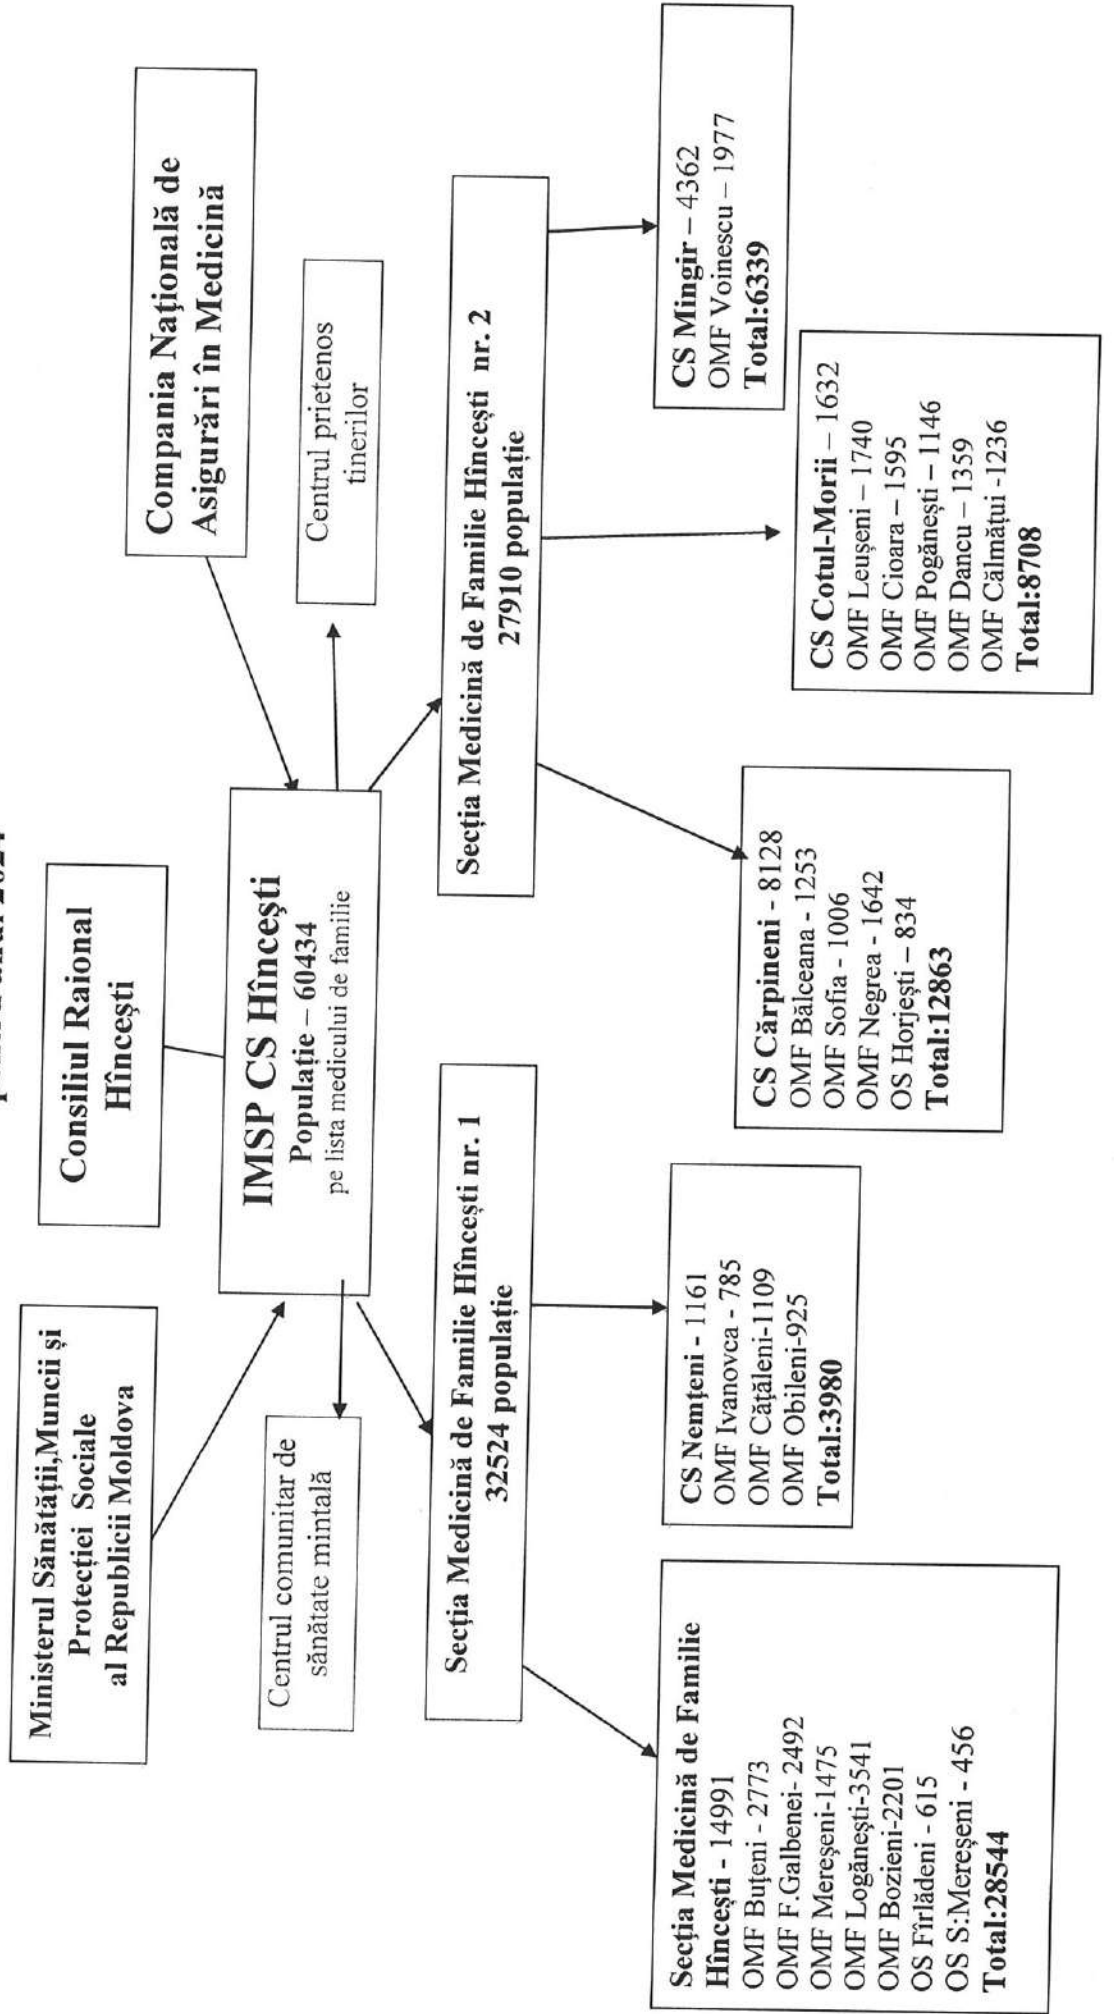 Ministerul Sănătății,Muncii și
Protecției Sociale
al Republicii Moldova
Consiliul Raional
Hîncești
Compania Națională de
Asigurări în Medicină
IMSP CS Hîncești
Populație – 60434
pe lista medicului de familie
Centrul comunitar de
sănătate mintală
Centrul prietenos
tinerilor
Secția Medicină de Familie Hîncești nr. 1
32524 populație
Secția Medicină de Familie Hîncești nr. 2
27910 populație
Secția Medicină de Familie
Hîncești - 14991
OMF Buțeni - 2773
OMF F.Galbenei- 2492
OMF Mereșeni-1475
OMF Logănești-3541
OMF Bozieni-2201
OS Fîrlădeni - 615
OS S:Mereșeni - 456
Total:28544
CS Nemțeni - 1161
OMF Ivanovca - 785
OMF Cățăleni-1109
OMF Obileni-925
Total:3980
CS Cărpineni - 8128
OMF Bălceana - 1253
OMF Sofia - 1006
OMF Negrea - 1642
OS Horjești – 834
Total:12863
CS Cotul-Morii – 1632
OMF Leușeni – 1740
OMF Cioara – 1595
OMF Pogănești – 1146
OMF Dancu – 1359
OMF Călmățui -1236
Total:8708
CS Mingir – 4362
OMF Voinescu – 1977
Total:6339